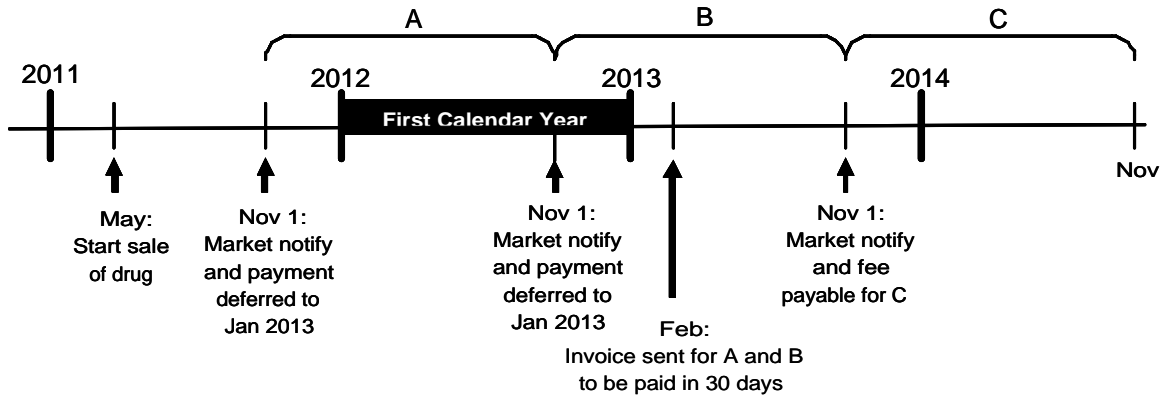 A
B
C
2011
2012
2013
2014
First Calendar Year
Nov
May:
Start sale
of drug
Nov 1:
Market notify
and payment
deferred to
Jan 2013
Nov 1:
Market notify
and payment
deferred to
Jan 2013
Feb:
Invoice sent for A and B
to be paid in 30 days
Nov 1:
Market notify
and fee
payable for C